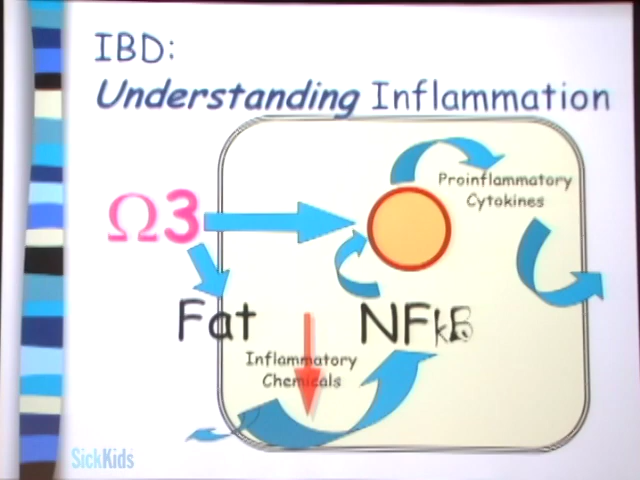 IBD:
Understanding Inflammation
Proinflammatory
Cytokines
Ω3
Fat
NFkB
Inflammatory
Chemicals
SickKids